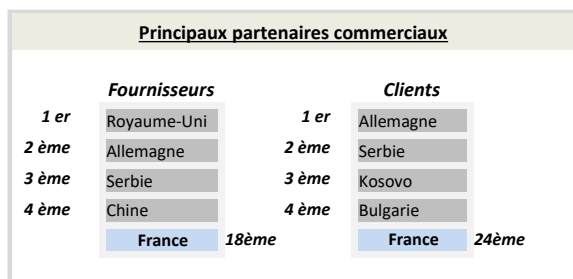 Principaux partenaires commerciaux
Fournisseurs Clients
1 er Royaume-Uni 1 er Allemagne
2 ème Allemagne 2 ème Serbie
3 ème Serbie 3 ème Kosovo
4 ème Chine 4 ème Bulgarie
France 18ème France 24ème